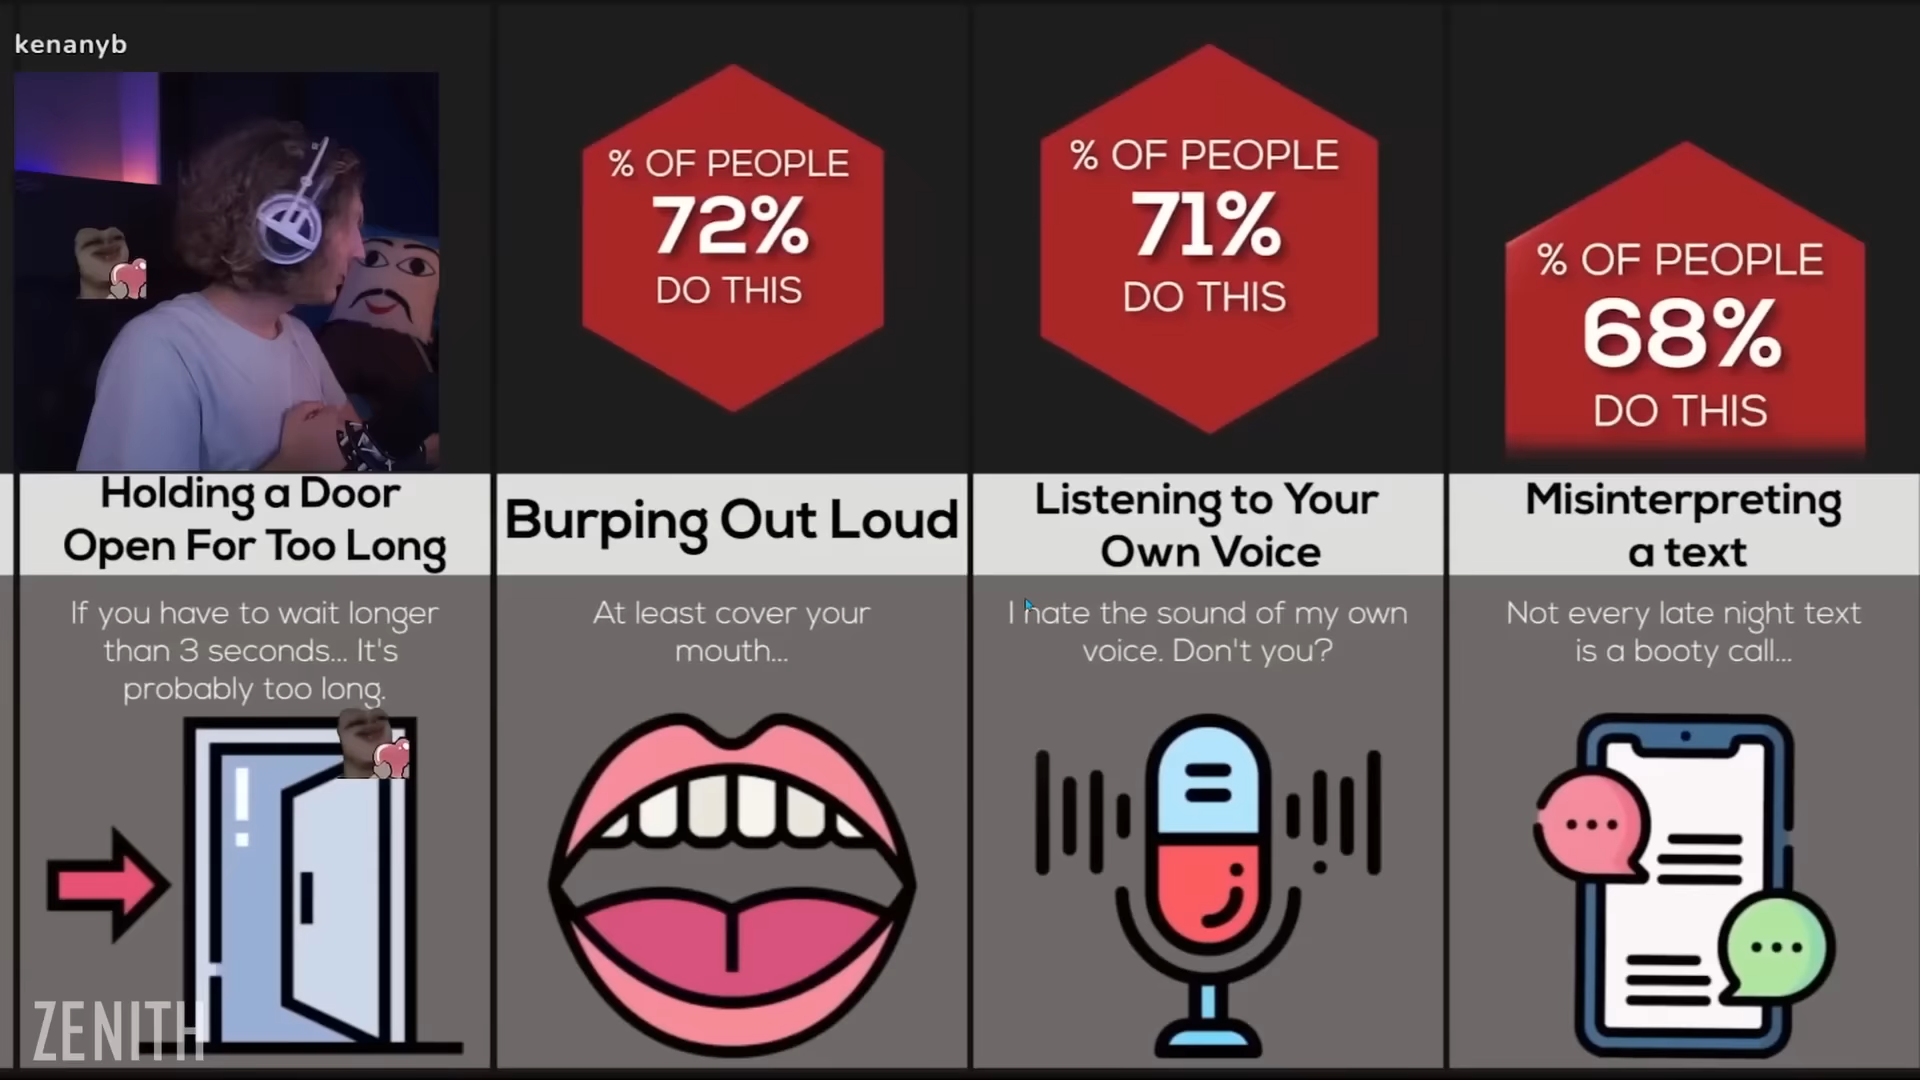 kenanyb
% OF PEOPLE
72%
DO THIS
% OF PEOPLE
71%
DO THIS
% OF PEOPLE
68%
DO THIS
Holding a Door
Open For Too Long
Burping Out Loud
Listening to Your
Own Voice
Misinterpreting
a text
If you have to wait longer
than 3 seconds... It's
probably too long.
At least cover your
mouth...
I hate the sound of my own
voice. Don't you?
Not every late night text
is a booty call...
ZENITH